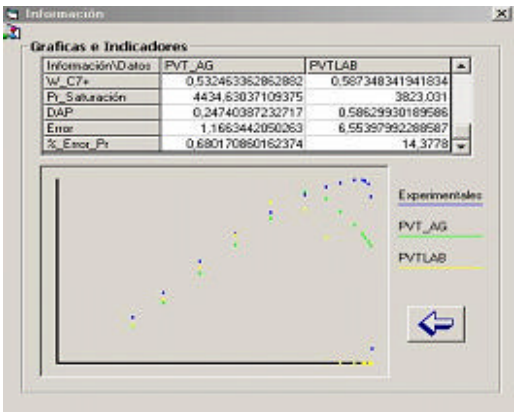 Información
Graficas e Indicadores
Información\Datos PVT_AG PVTLAB
W_C7+ 0,532463362862882 0,587348341941834
Pr_Saturación 4434,63037109375 3823,031
DAP 0,24740387232717 0,58629930189586
Error 1,1663442050263 6,55397992288587
%_Error_Pr 0,680170860162374 14,3778
Experimentales
PVT_AG
PVTLAB